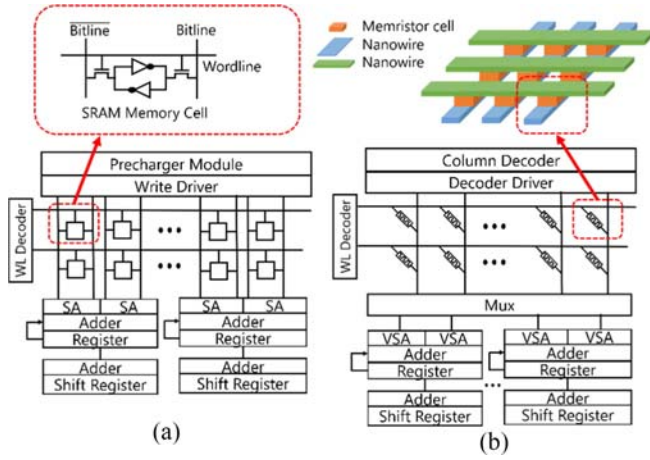 Bitline
Bitline
Wordline
SRAM Memory Cell
Precharger Module
Write Driver
WL Decoder
SA
SA
SA
SA
Adder
Adder
Register
Register
Adder
Adder
Shift Register
Shift Register
(a)
Memristor cell
Nanowire
Nanowire
Column Decoder
Decoder Driver
WL Decoder
Mux
VSA
VSA
VSA
VSA
Adder
Adder
Register
Register
Adder
Adder
Shift Register
Shift Register
(b)